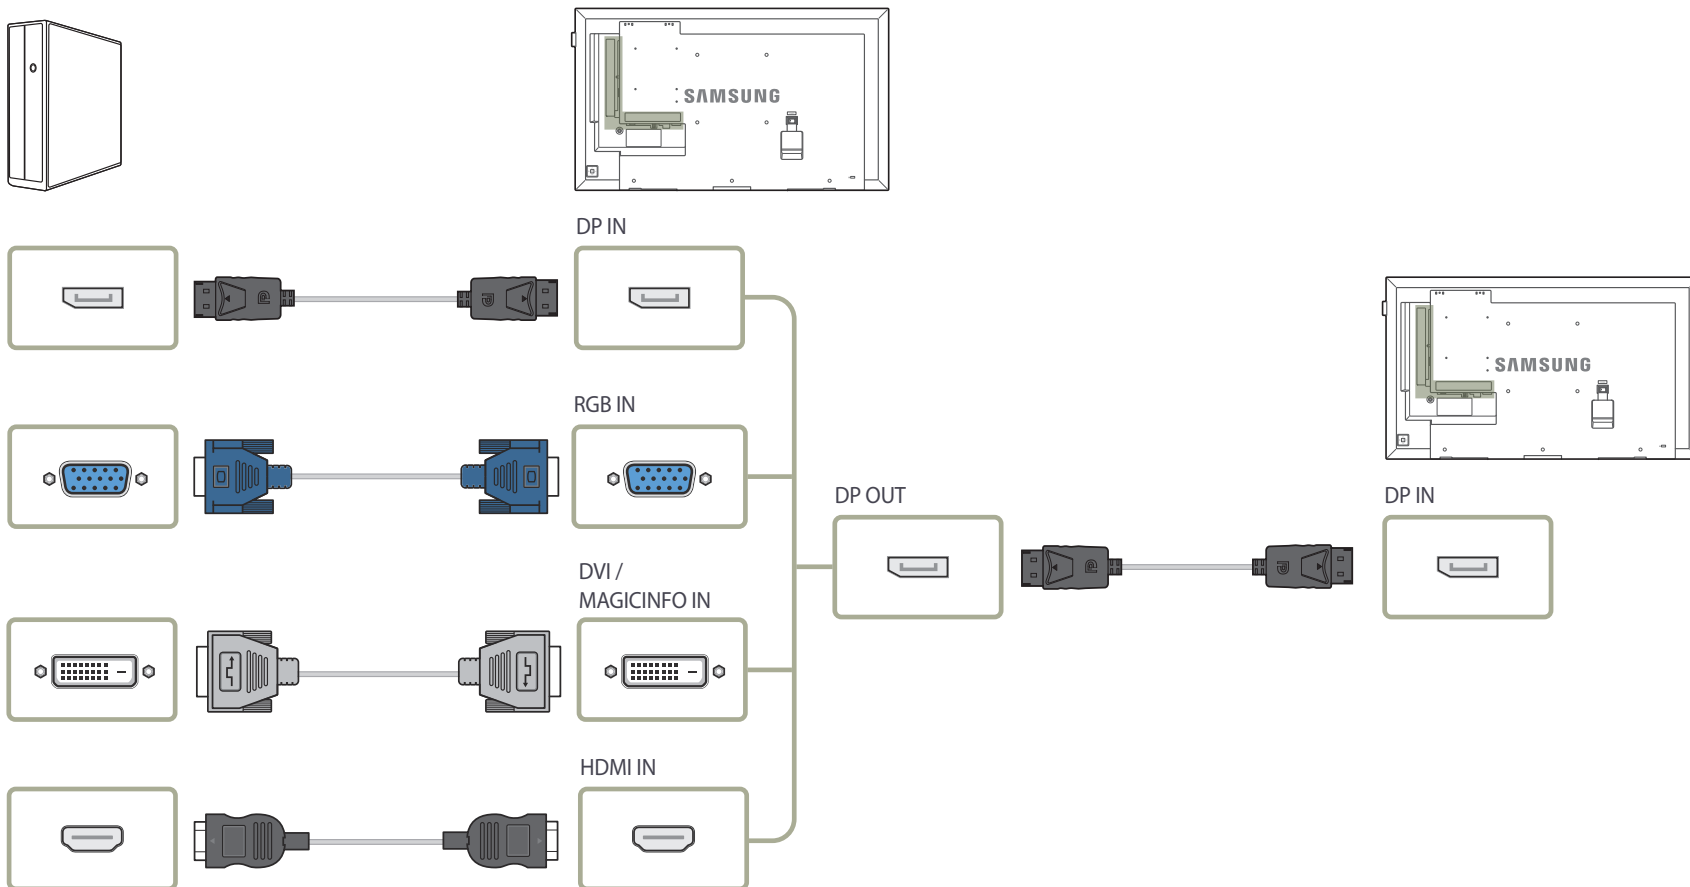 SAMSUNG
DP IN
SAMSUNG
RGB IN
DP OUT
DP IN
DVI /
MAGICINFO IN
HDMI IN